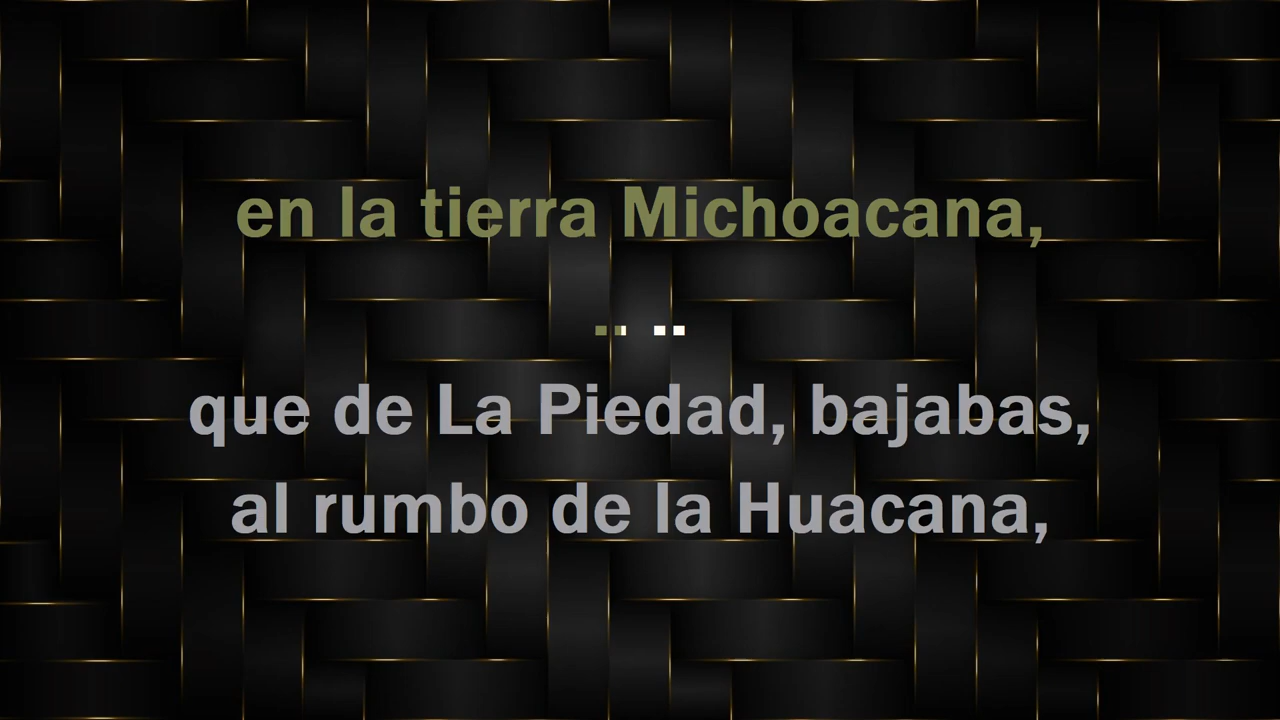 en la tierra Michoacana,
.. ..
que de La Piedad, bajabas,
al rumbo de la Huacana,